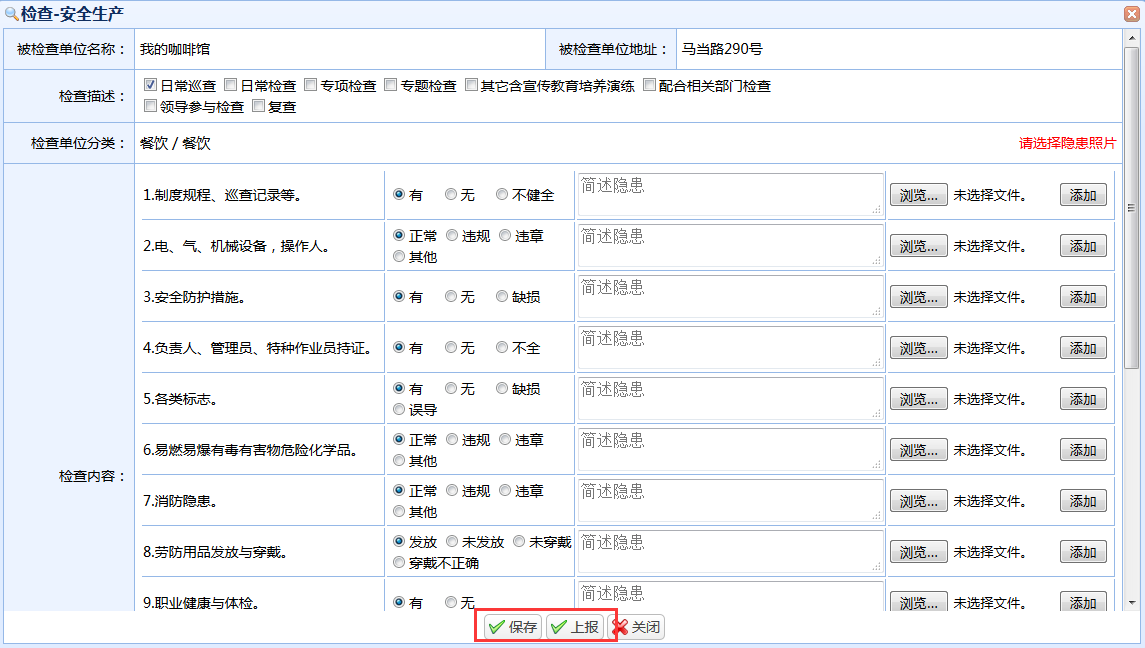 检查-安全生产
被检查单位名称： 我的咖啡馆 被检查单位地址： 马当路290号
检查描述： 日常巡查 日常检查 专项检查 专题检查 其它含宣传教育培养演练 配合相关部门检查
领导参与检查 复查
检查单位分类： 餐饮 / 餐饮 请选择隐患照片
检查内容：
1.制度规程、巡查记录等。 有 无 不健全 简述隐患 浏览... 未选择文件。 添加
2.电、气、机械设备，操作人。 正常 违规 违章 简述隐患 浏览... 未选择文件。 添加
其他
3.安全防护措施。 有 无 缺损 简述隐患 浏览... 未选择文件。 添加
4.负责人、管理员、特种作业员持证。 有 无 不全 简述隐患 浏览... 未选择文件。 添加
5.各类标志。 有 无 缺损 简述隐患 浏览... 未选择文件。 添加
误导
6.易燃易爆有毒有害物危险化学品。 正常 违规 违章 简述隐患 浏览... 未选择文件。 添加
其他
7.消防隐患。 正常 违规 违章 简述隐患 浏览... 未选择文件。 添加
其他
8.劳防用品发放与穿戴。 发放 未发放 未穿戴 简述隐患 浏览... 未选择文件。 添加
穿戴不正确
9.职业健康与体检。 有 无 简述隐患 浏览... 未选择文件。 添加
保存 上报 关闭